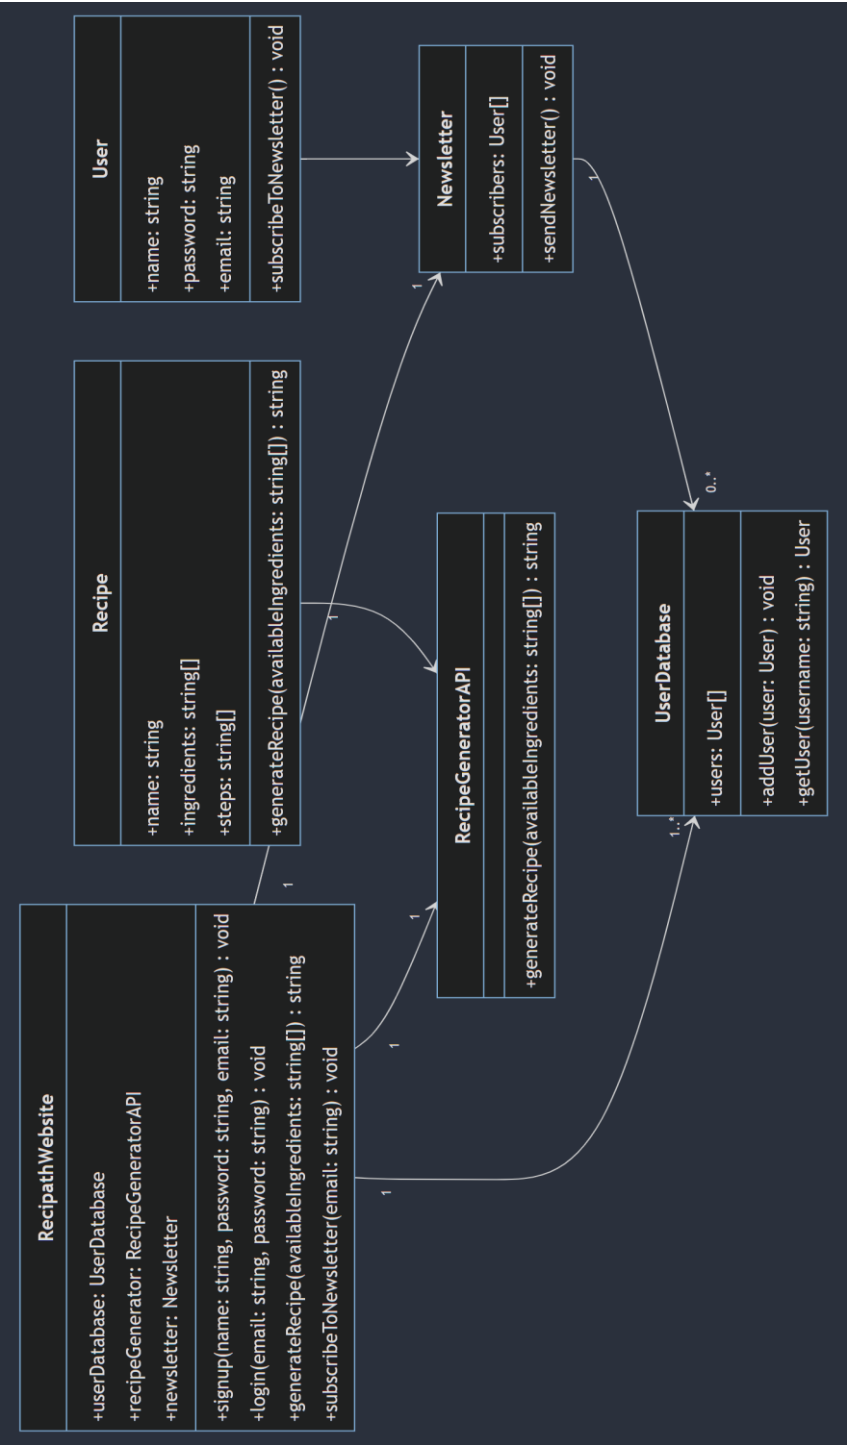 RecipathWebsite
+userDatabase: UserDatabase
+recipeGenerator: RecipeGeneratorAPI
+newsletter: Newsletter
+signup(name: string, password: string, email: string) : void
+login(email: string, password: string) : void
+generateRecipe(availableIngredients: string[]) : string
+subscribeToNewsletter(email: string) : void
Recipe
+name: string
+ingredients: string[]
+steps: string[]
+generateRecipe(availableIngredients: string[]) : string
User
+name: string
+password: string
+email: string
+subscribeToNewsletter() : void
1
1
1
1
1
1
1..*
1
0..*
RecipeGeneratorAPI
+generateRecipe(availableIngredients: string[]) : string
Newsletter
+subscribers: User[]
+sendNewsletter() : void
UserDatabase
+users: User[]
+addUser(user: User) : void
+getUser(username: string) : User